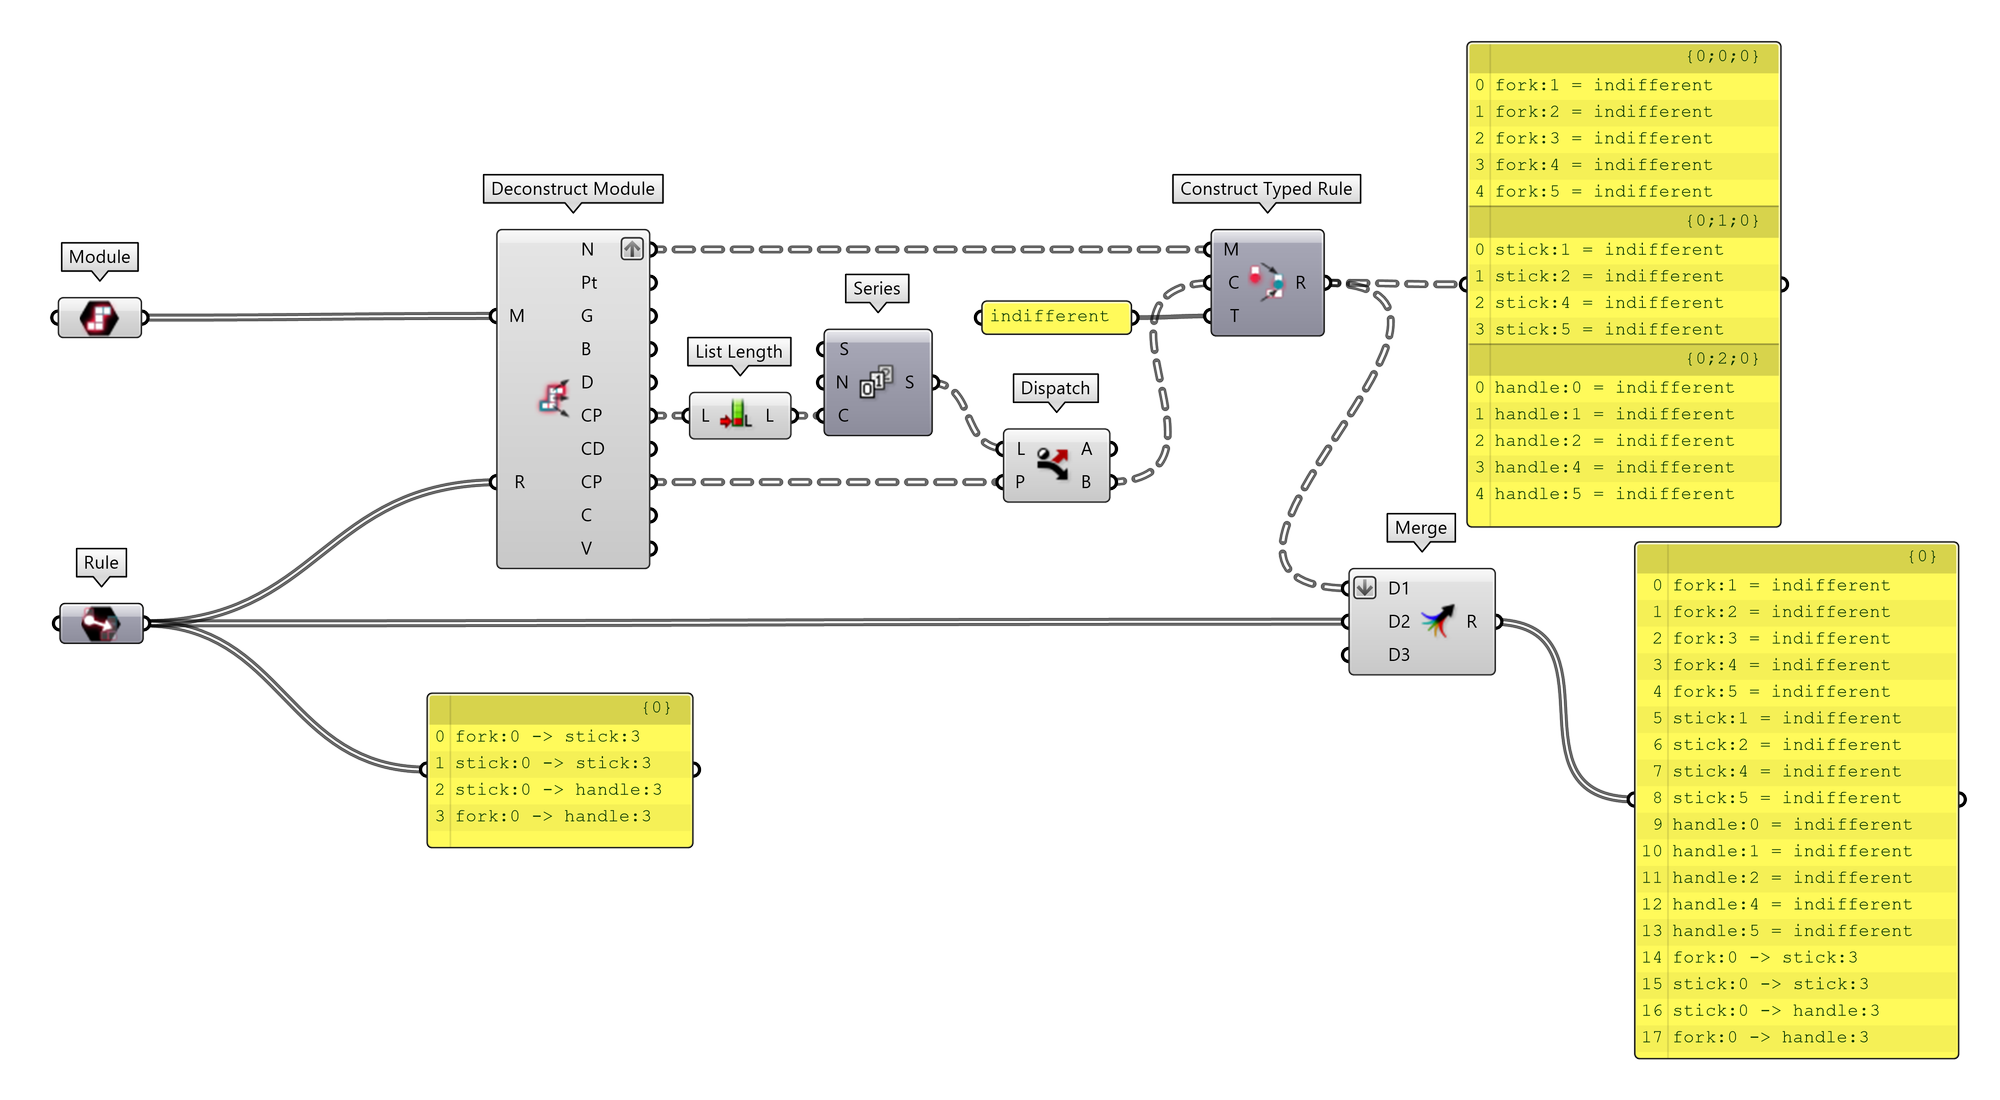 Module
Rule
Deconstruct Module
M
R
N
Pt
G
B
D
CP
CD
CP
C
V
List Length
L L
Series
S
N S
C
indifferent
Dispatch
L A
P B
Construct Typed Rule
M
C R
T
{0;0;0}
0 fork:1 = indifferent
1 fork:2 = indifferent
2 fork:3 = indifferent
3 fork:4 = indifferent
4 fork:5 = indifferent
{0;1;0}
0 stick:1 = indifferent
1 stick:2 = indifferent
2 stick:4 = indifferent
3 stick:5 = indifferent
{0;2;0}
0 handle:0 = indifferent
1 handle:1 = indifferent
2 handle:2 = indifferent
3 handle:4 = indifferent
4 handle:5 = indifferent
{0}
0 fork:0 -> stick:3
1 stick:0 -> stick:3
2 stick:0 -> handle:3
3 fork:0 -> handle:3
Merge
D1
D2 R
D3
{0}
0 fork:1 = indifferent
1 fork:2 = indifferent
2 fork:3 = indifferent
3 fork:4 = indifferent
4 fork:5 = indifferent
5 stick:1 = indifferent
6 stick:2 = indifferent
7 stick:4 = indifferent
8 stick:5 = indifferent
9 handle:0 = indifferent
10 handle:1 = indifferent
11 handle:2 = indifferent
12 handle:4 = indifferent
13 handle:5 = indifferent
14 fork:0 -> stick:3
15 stick:0 -> stick:3
16 stick:0 -> handle:3
17 fork:0 -> handle:3